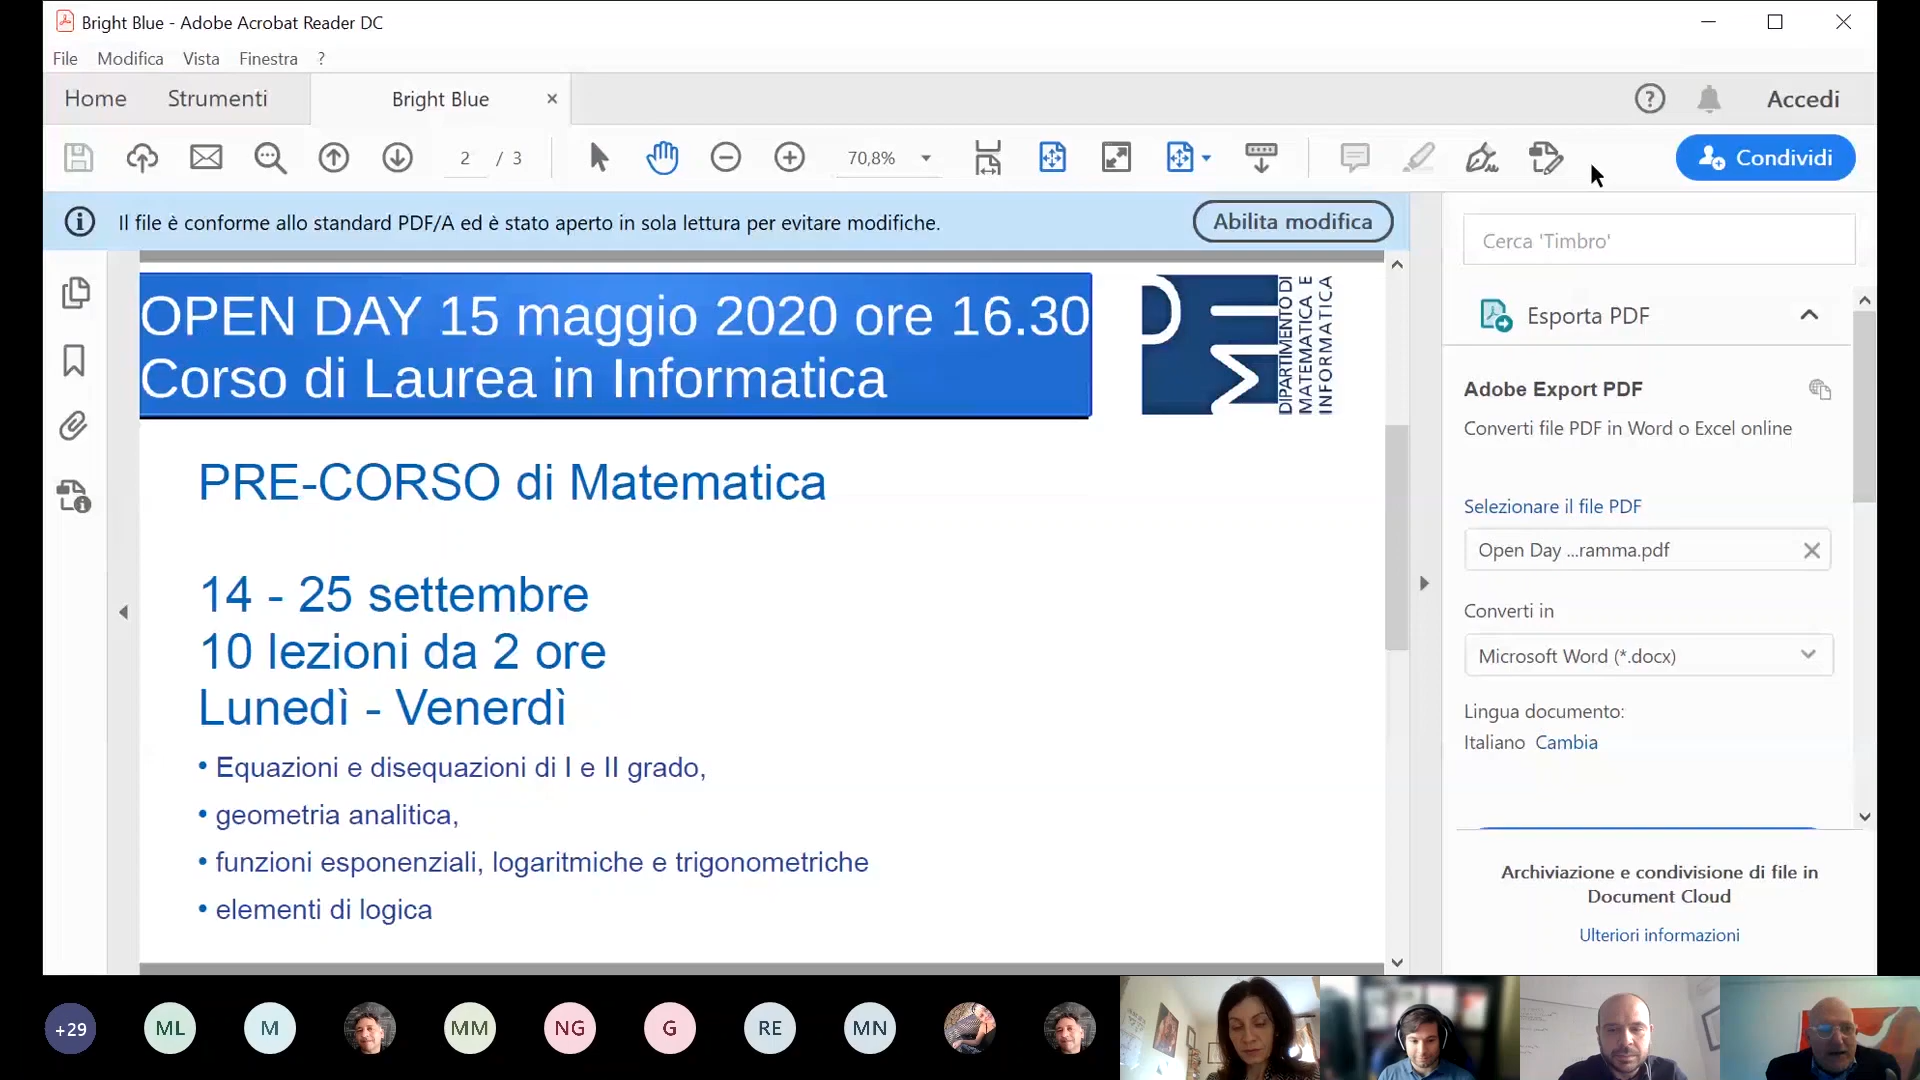 Bright Blue - Adobe Acrobat Reader DC
File Modifica Vista Finestra ?
Home Strumenti Bright Blue Accedi
2 / 3 70,8% Condividi
Il file è conforme allo standard PDF/A ed è stato aperto in sola lettura per evitare modifiche. Abilita modifica
OPEN DAY 15 maggio 2020 ore 16.30
Corso di Laurea in Informatica
DIPARTIMENTO DI
MATEMATICA E
INFORMATICA
PRE-CORSO di Matematica
14 - 25 settembre
10 lezioni da 2 ore
Lunedì - Venerdì
• Equazioni e disequazioni di I e II grado,
• geometria analitica,
• funzioni esponenziali, logaritmiche e trigonometriche
• elementi di logica
Cerca 'Timbro'
Esporta PDF
Adobe Export PDF
Converti file PDF in Word o Excel online
Selezionare il file PDF
Open Day ...ramma.pdf
Converti in
Microsoft Word (*.docx)
Lingua documento:
Italiano Cambia
Archiviazione e condivisione di file in
Document Cloud
Ulteriori informazioni
+29 ML M MM NG G RE MN